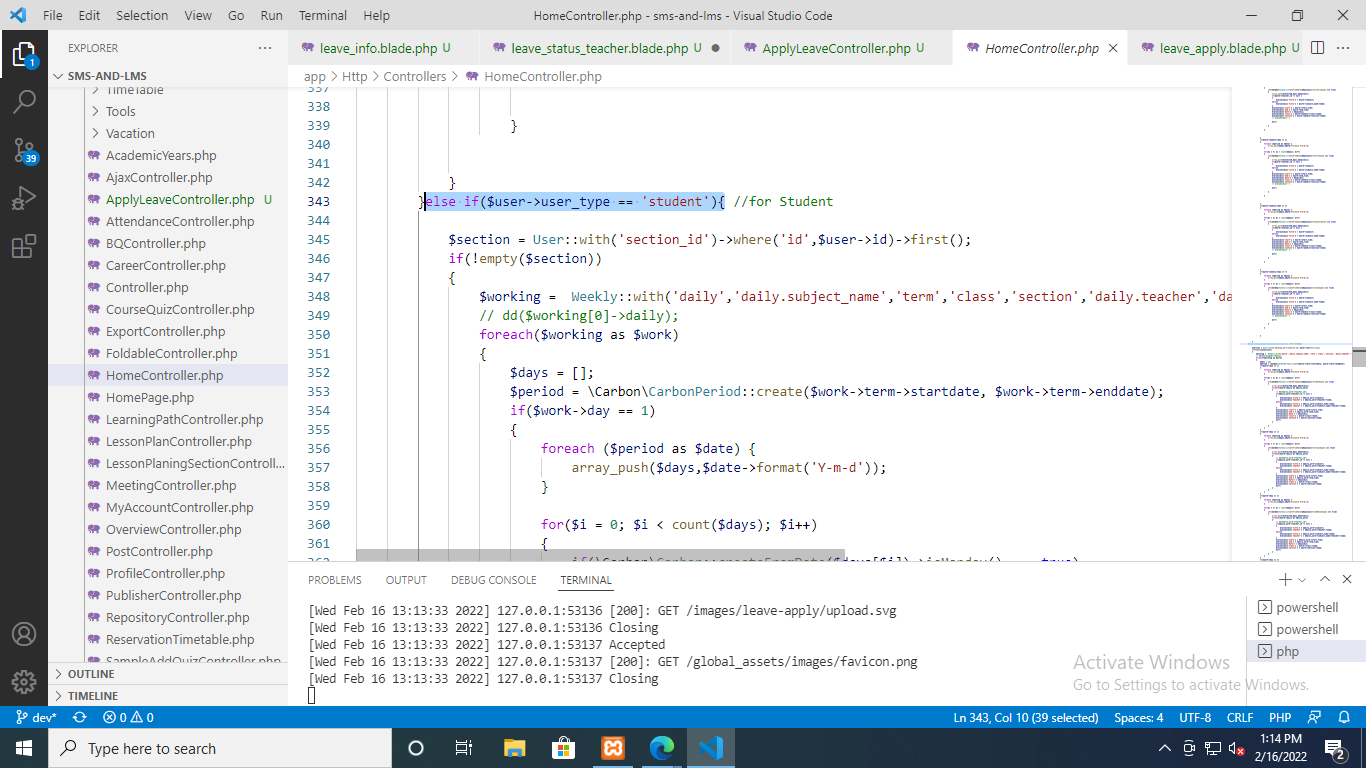 File Edit Selection View Go Run Terminal Help
HomeController.php - sms-and-lms - Visual Studio Code
EXPLORER
leave_info.blade.php U
leave_status_teacher.blade.php U
ApplyLeaveController.php U
HomeController.php
leave_apply.blade.php U
SMS-AND-LMS
app > Http > Controllers > HomeController.php
TimeTable
Tools
Vacation
AcademicYears.php
AjaxController.php
ApplyLeaveController.php U
AttendanceController.php
BQController.php
CareerController.php
Controller.php
CourseQuizController.php
ExportController.php
FoldableController.php
HomeController.php
HomePage.php
LearningPathController.php
LessonPlanController.php
LessonPlaningSectionControll...
MeetingController.php
MyAccountController.php
OverviewController.php
PostController.php
ProfileController.php
PublisherController.php
RepositoryController.php
ReservationTimetable.php
SampleAddQuizController.php
OUTLINE
TIMELINE
1
39
337
338
339 }
340
341
342 }
343 }else if($user->user_type == 'student'){ //for Student
344
345 $section = User::with('section_id')->where('id',$user->id)->first();
346 if(!empty($section))
347 {
348 $working = Weekly::with('daily','daily.subject_name','term','class','section','daily.teacher','da
349 // dd($working[0]->daily);
350 foreach($working as $work)
351 {
352 $days = [];
353 $period = \Carbon\CarbonPeriod::create($work->term->startdate, $work->term->enddate);
354 if($work->day == 1)
355 {
356 foreach ($period as $date) {
357 array_push($days,$date->format('Y-m-d'));
358 }
359
360 for($i = 0; $i < count($days); $i++)
361 {
PROBLEMS OUTPUT DEBUG CONSOLE TERMINAL
[Wed Feb 16 13:13:33 2022] 127.0.0.1:53136 [200]: GET /images/leave-apply/upload.svg
[Wed Feb 16 13:13:33 2022] 127.0.0.1:53136 Closing
[Wed Feb 16 13:13:33 2022] 127.0.0.1:53137 Accepted
[Wed Feb 16 13:13:33 2022] 127.0.0.1:53137 [200]: GET /global_assets/images/favicon.png
[Wed Feb 16 13:13:33 2022] 127.0.0.1:53137 Closing
powershell
powershell
php
Activate Windows
Go to Settings to activate Windows.
dev* 0 0
Ln 343, Col 10 (39 selected) Spaces: 4 UTF-8 CRLF PHP
Type here to search
1:14 PM
2/16/2022
2